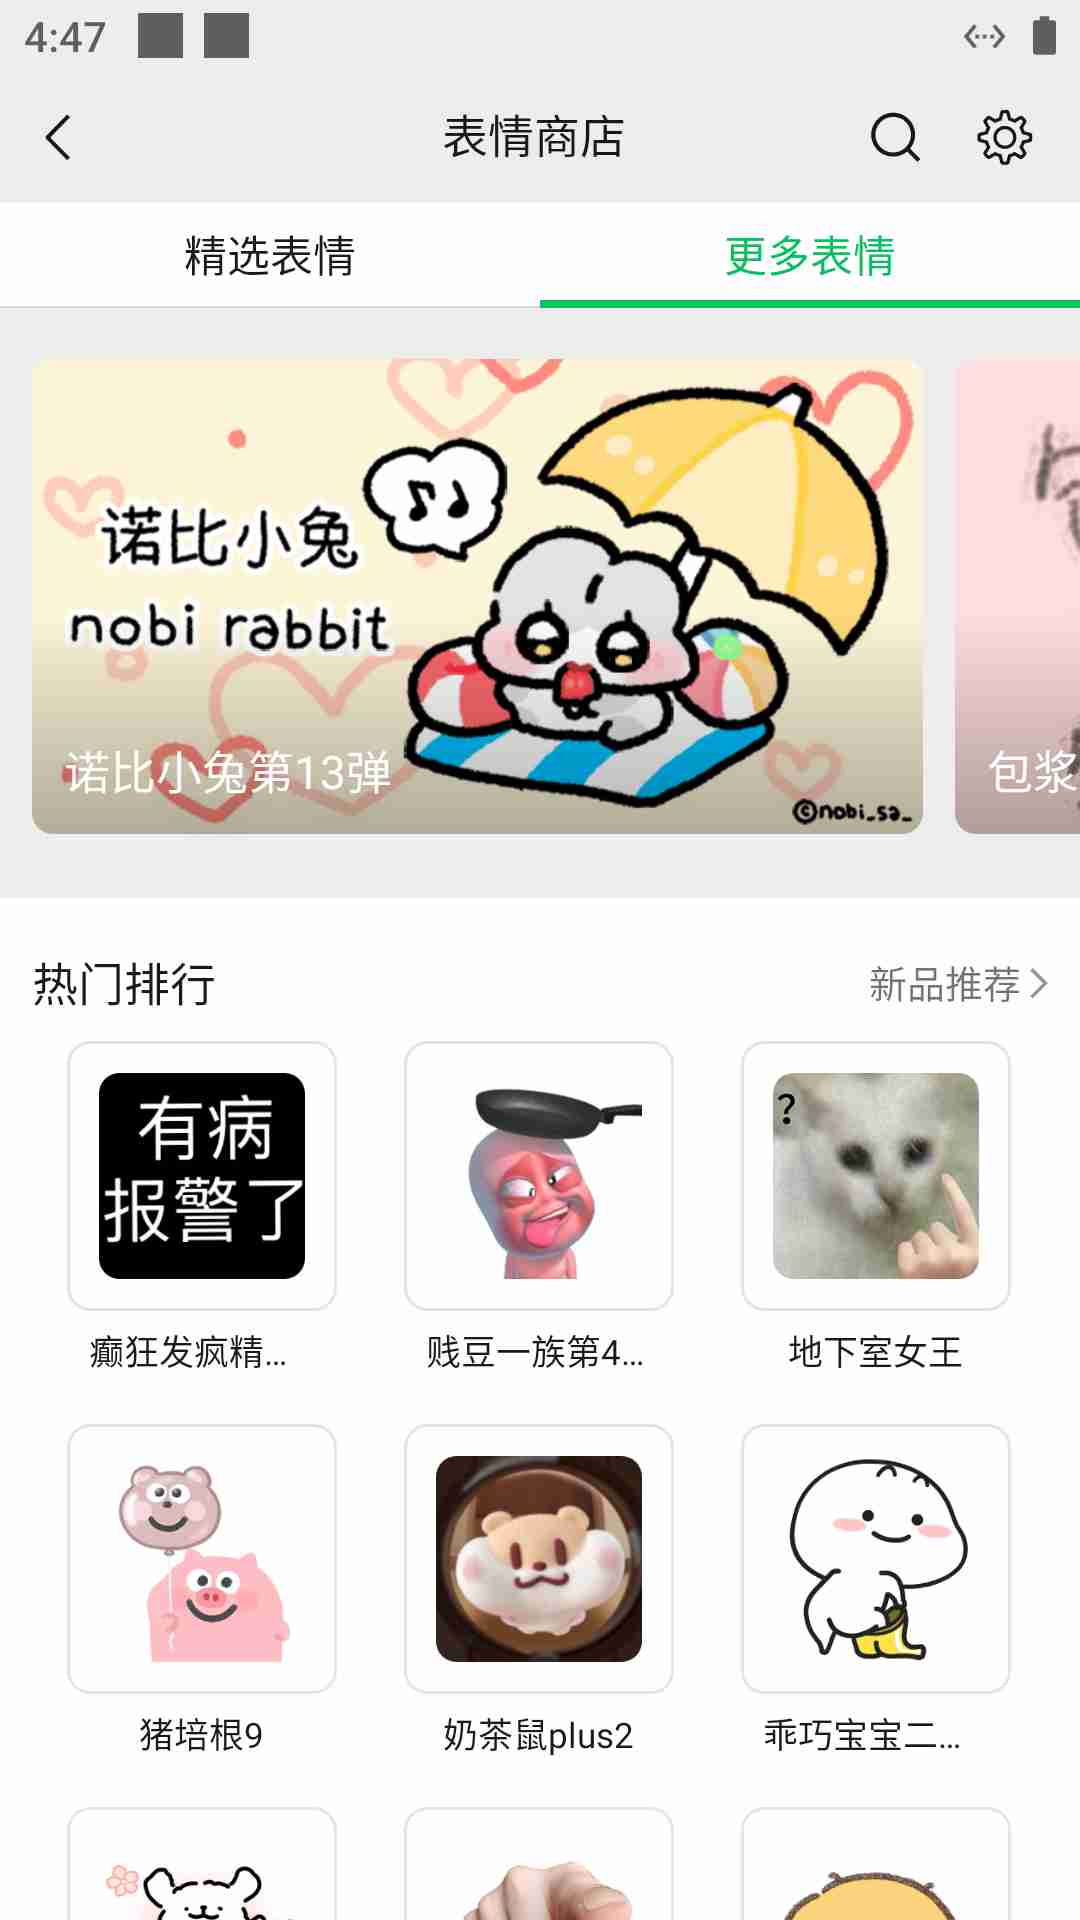 4:47
表情商店
精选表情
更多表情
诺比小兔
nobi rabbit
诺比小兔第13弹
©nobi_sa_
包浆
热门排行
新品推荐
有病
报警了
?
癫狂发疯精...
贱豆一族第4...
地下室女王
猪培根9
奶茶鼠plus2
乖巧宝宝二...